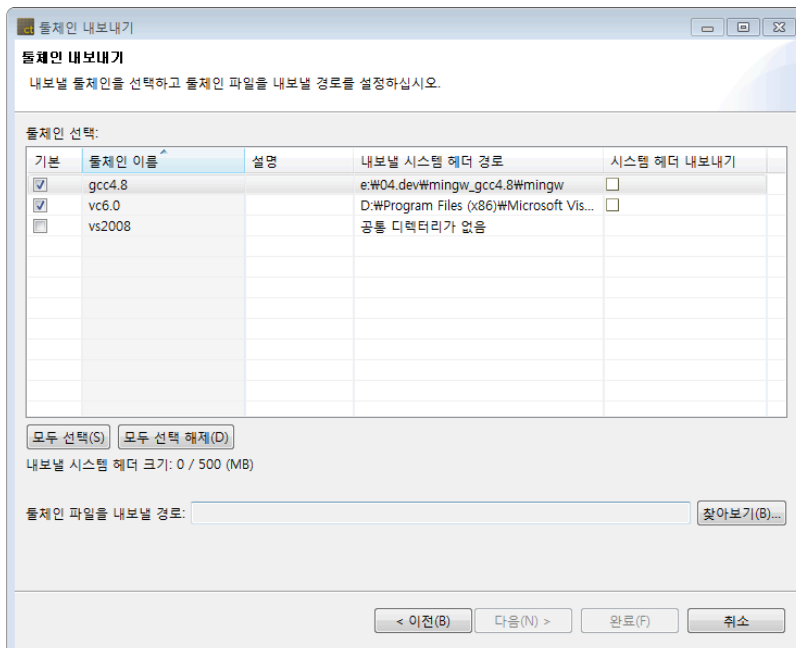 ct 툴체인 내보내기
툴체인 내보내기
내보낼 툴체인을 선택하고 툴체인 파일을 내보낼 경로를 설정하십시오.
툴체인 선택:
기본 툴체인 이름 설명 내보낼 시스템 헤더 경로 시스템 헤더 내보내기
gcc4.8 e:₩04.dev₩mingw_gcc4.8₩mingw
vc6.0 D:₩Program Files (x86)₩Microsoft Vis...
vs2008 공통 디렉터리가 없음
모두 선택(S) 모두 선택 해제(D)
내보낼 시스템 헤더 크기: 0 / 500 (MB)
툴체인 파일을 내보낼 경로: 찾아보기(B)...
< 이전(B) 다음(N) > 완료(F) 취소